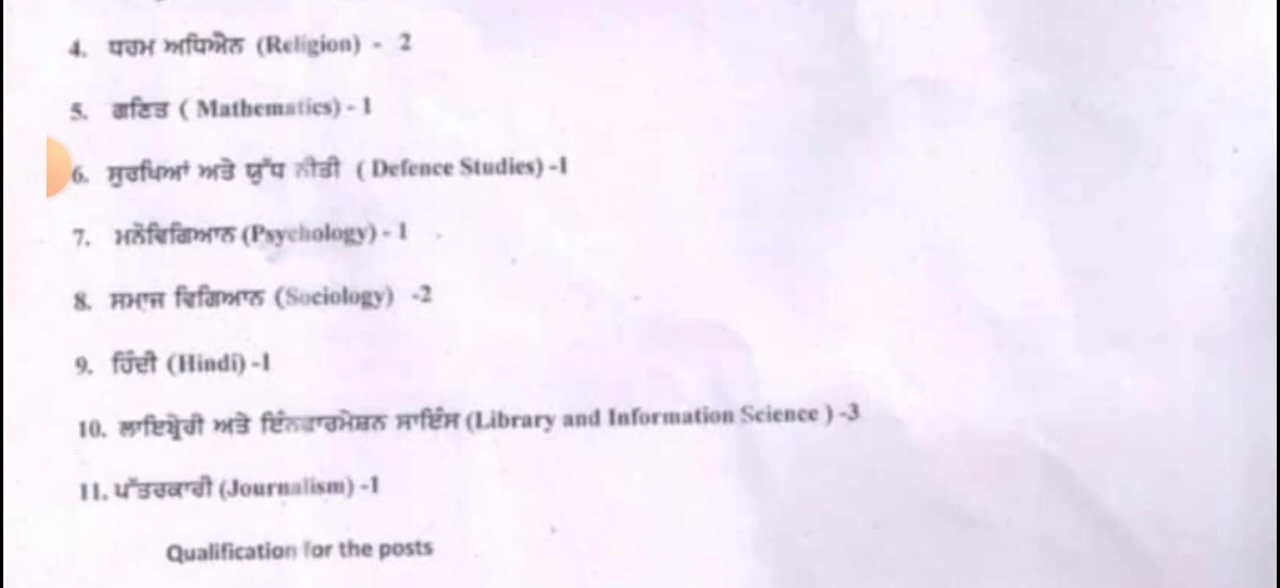 4. ਧਰਮ ਅਧਿਐਨ (Religion) - 2
5. ਗਣਿਤ ( Mathematics) - 1
6. ਸੁਰਖਿਆਂ ਅਤੇ ਯੁੱਧ ਨੀਤੀ ( Defence Studies) -1
7. ਮਨੋਵਿਗਿਆਨ (Psychology) - 1
8. ਸਮਾਜ ਵਿਗਿਆਨ (Sociology) -2
9. ਹਿੰਦੀ (Hindi) -1
10. ਲਾਇਬ੍ਰੇਰੀ ਅਤੇ ਇੰਨਫਾਰਮੇਸ਼ਨ ਸਾਇੰਸ (Library and Information Science ) -3
11. ਪੱਤਰਕਾਰੀ (Journalism) -1
Qualification for the posts